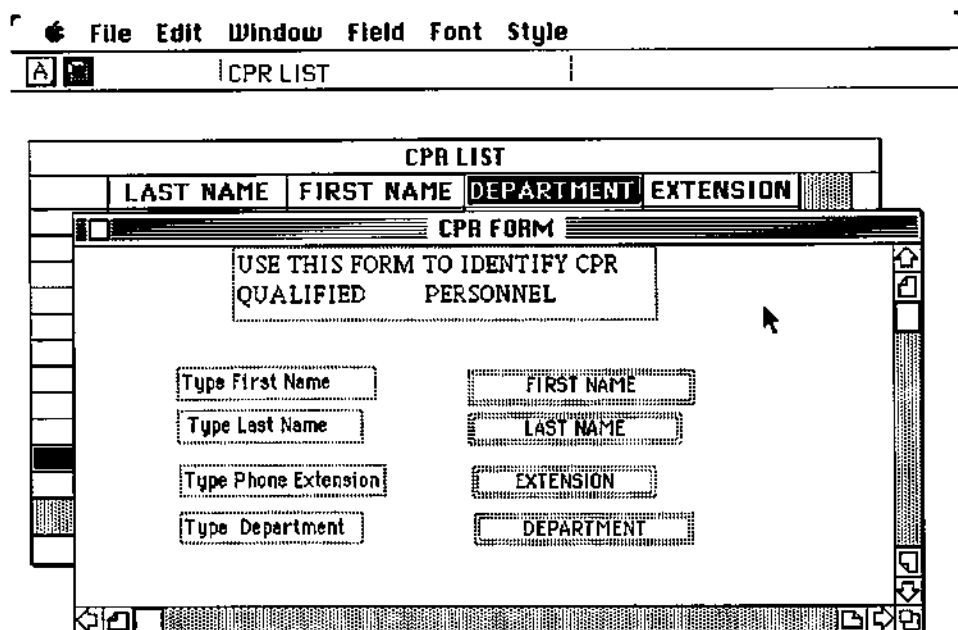 File Edit Window Field Font Style
A CPR LIST
CPR LIST
LAST NAME FIRST NAME DEPARTMENT EXTENSION
CPR FORM
USE THIS FORM TO IDENTIFY CPR
QUALIFIED PERSONNEL
Type First Name FIRST NAME
Type Last Name LAST NAME
Type Phone Extension EXTENSION
Type Department DEPARTMENT